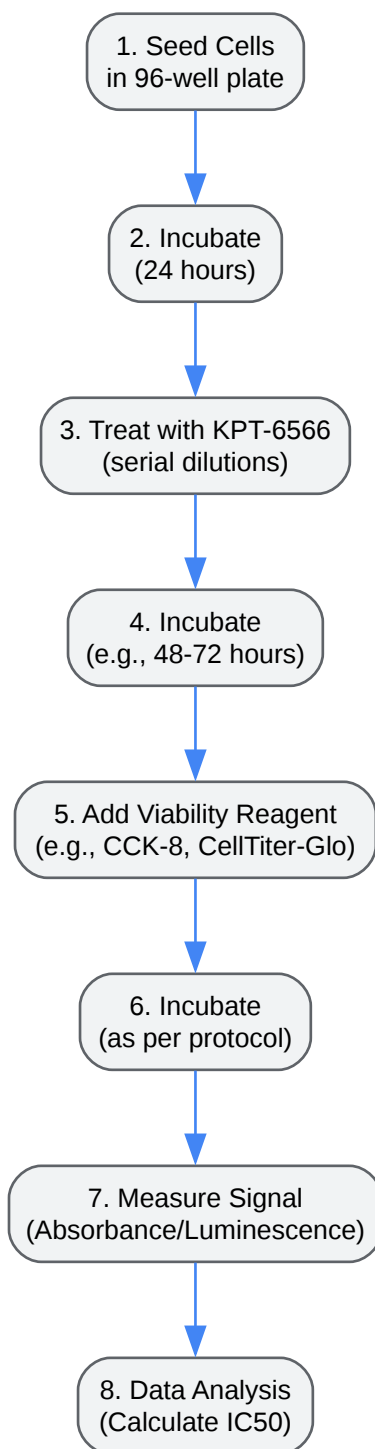 1. Seed Cells
in 96-well plate
2. Incubate
(24 hours)
3. Treat with KPT-6566
(serial dilutions)
4. Incubate
(e.g., 48-72 hours)
5. Add Viability Reagent
(e.g., CCK-8, CellTiter-Glo)
6. Incubate
(as per protocol)
7. Measure Signal
(Absorbance/Luminescence)
8. Data Analysis
(Calculate IC50)